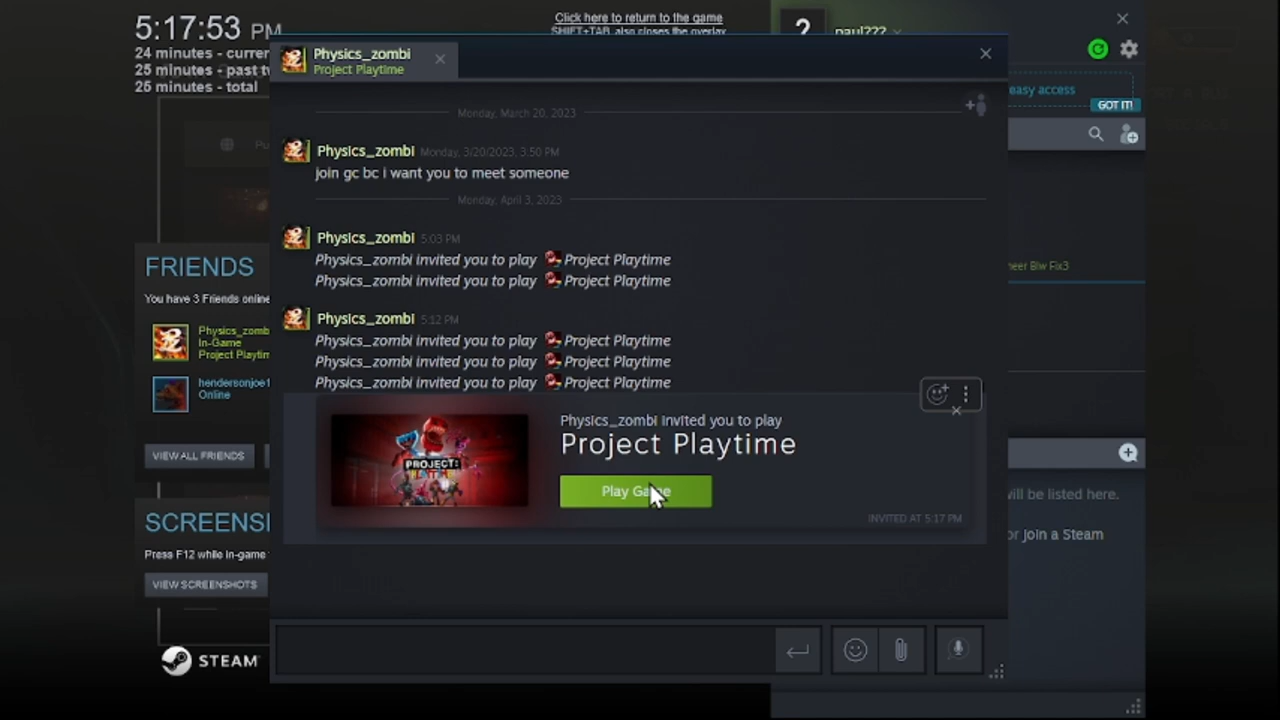 5:17:53 PM
24 minutes - curren
25 minutes - past tw
25 minutes - total
Click here to return to the game
SHIFT+TAB also closes the overlay
paul???
Physics_zombi
Project Playtime
easy access
GOT IT!
Monday, March 20, 2023
Physics_zombi Monday, 3/20/2023, 3:50 PM
join gc bc i want you to meet someone
Monday, April 3, 2023
Physics_zombi 5:03 PM
Physics_zombi invited you to play Project Playtime
Physics_zombi invited you to play Project Playtime
Physics_zombi 5:12 PM
Physics_zombi invited you to play Project Playtime
Physics_zombi invited you to play Project Playtime
Physics_zombi invited you to play Project Playtime
Physics_zombi invited you to play
Project Playtime
PROJECT:
Play Game
INVITED AT 5:17 PM
FRIENDS
You have 3 Friends online
Physics_zomb
In-Game
Project Playtim
hendersonjoe1
Online
VIEW ALL FRIENDS
SCREENS
Press F12 while in-game
VIEW SCREENSHOTS
STEAM
neer Blw Fix3
will be listed here.
or join a Steam